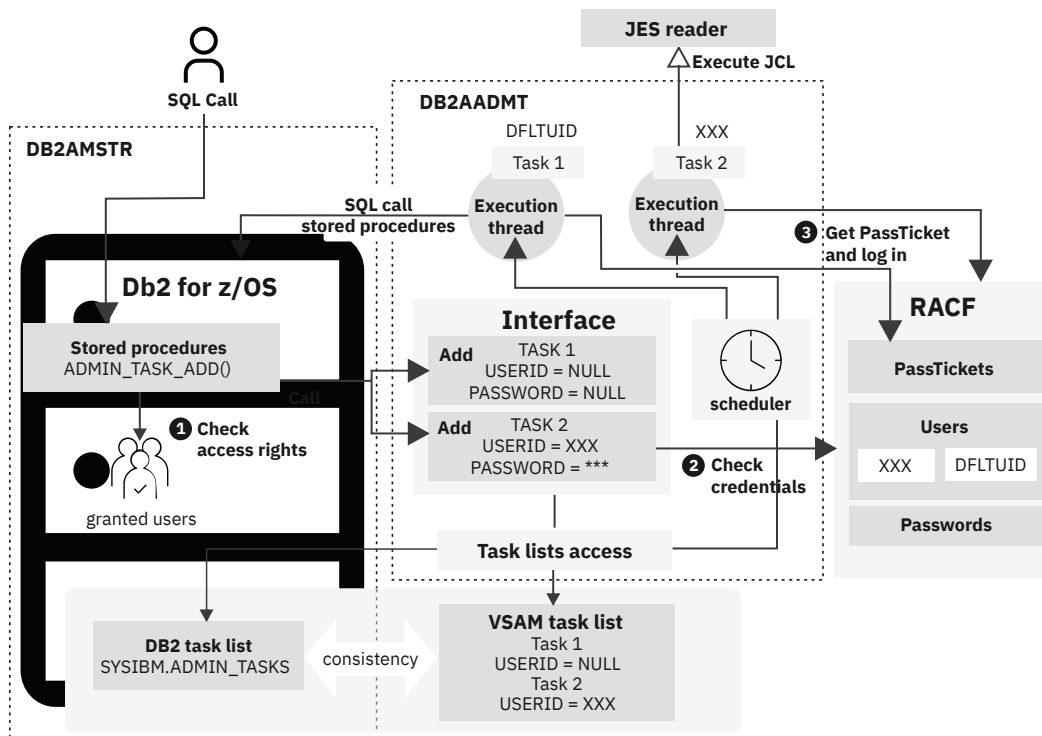 JES reader
Execute JCL
SQL Call
DB2AADMT
DB2AMSTR
DFLTUID
XXX
Task 1
Task 2
Execution
thread
Execution
thread
SQL call
stored procedures
3 Get PassTicket
and log in
Db2 for z/OS
RACF
Interface
Stored procedures
ADMIN_TASK_ADD()
Call
Add
TASK 1
USERID = NULL
PASSWORD = NULL
scheduler
PassTickets
Add
TASK 2
USERID = XXX
PASSWORD = ***
1 Check
access rights
2 Check
credentials
Users
XXX
DFLTUID
granted users
Passwords
Task lists access
DB2 task list
SYSIBM.ADMIN_TASKS
consistency
VSAM task list
Task 1
USERID = NULL
Task 2
USERID = XXX